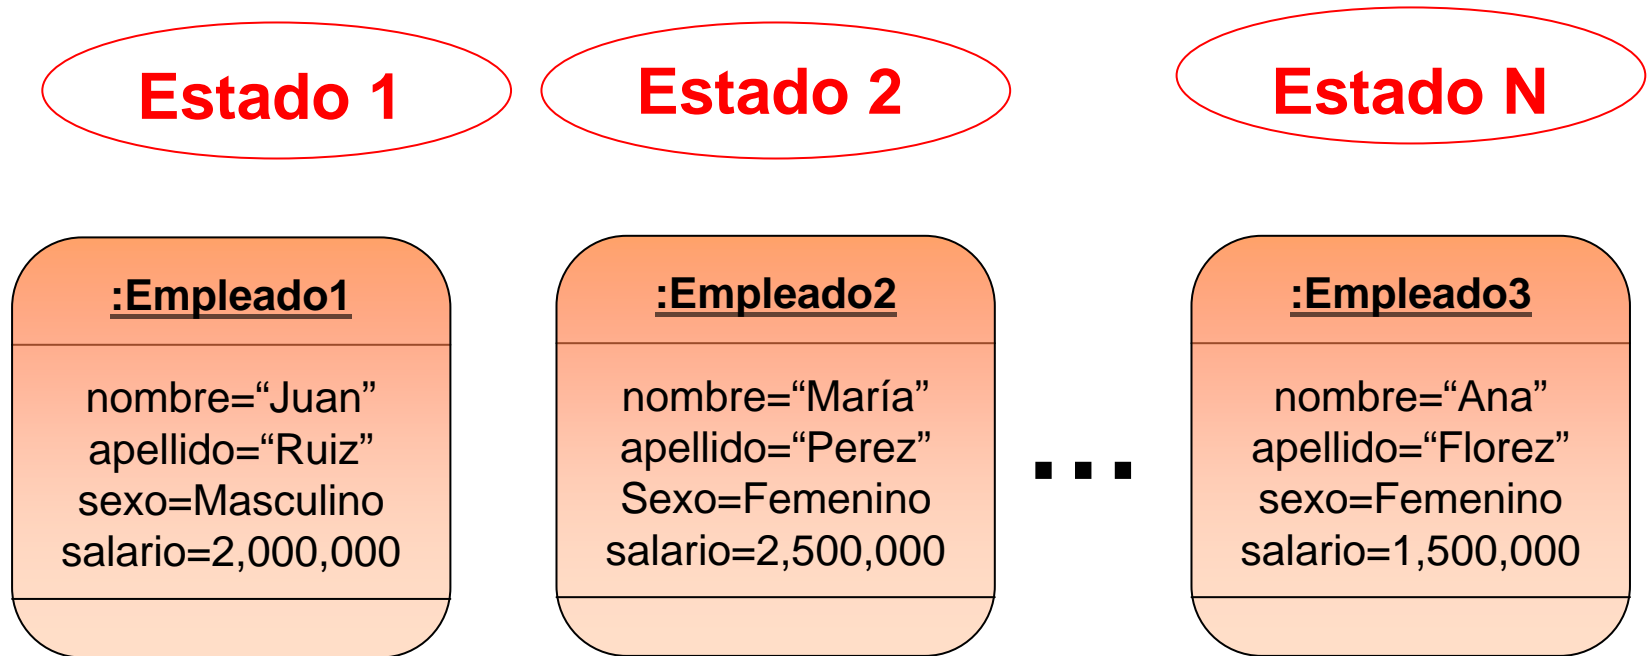 Estado 1
Estado 2
Estado N
:Empleado1
nombre=“Juan”
apellido=“Ruiz”
sexo=Masculino
salario=2,000,000
:Empleado2
nombre=“María”
apellido=“Perez”
Sexo=Femenino
salario=2,500,000
...
:Empleado3
nombre=“Ana”
apellido=“Florez”
sexo=Femenino
salario=1,500,000